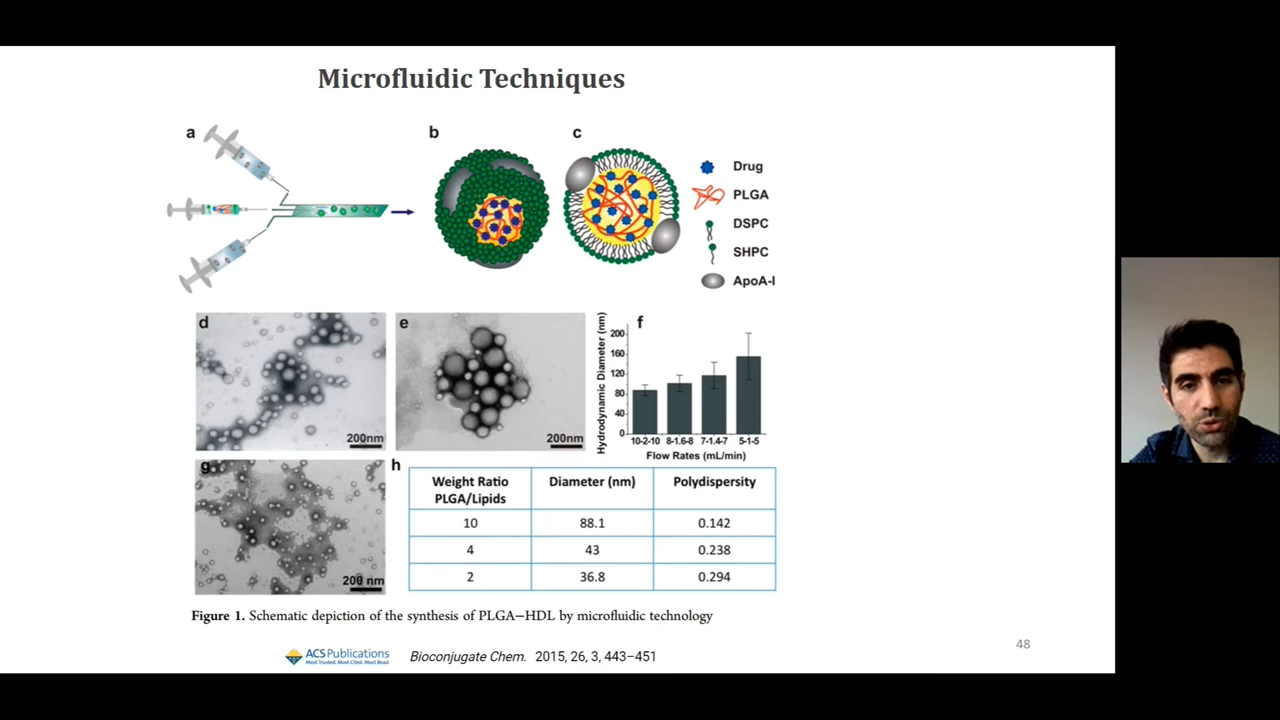 Microfluidic Techniques
a
b
c
Drug
PLGA
DSPC
SHPC
ApoA-I
d
200nm
e
200nm
f
Hydrodynamic Diameter (nm)
200
160
120
80
40
0
10-2-10 8-1.6-8 7-1.4-7 5-1-5
Flow Rates (mL/min)
g
200 nm
h
Weight Ratio PLGA/Lipids Diameter (nm) Polydispersity
10 88.1 0.142
4 43 0.238
2 36.8 0.294
Figure 1. Schematic depiction of the synthesis of PLGA−HDL by microfluidic technology
ACS Publications
Most Trusted. Most Cited. Most Read.
Bioconjugate Chem. 2015, 26, 3, 443–451
48